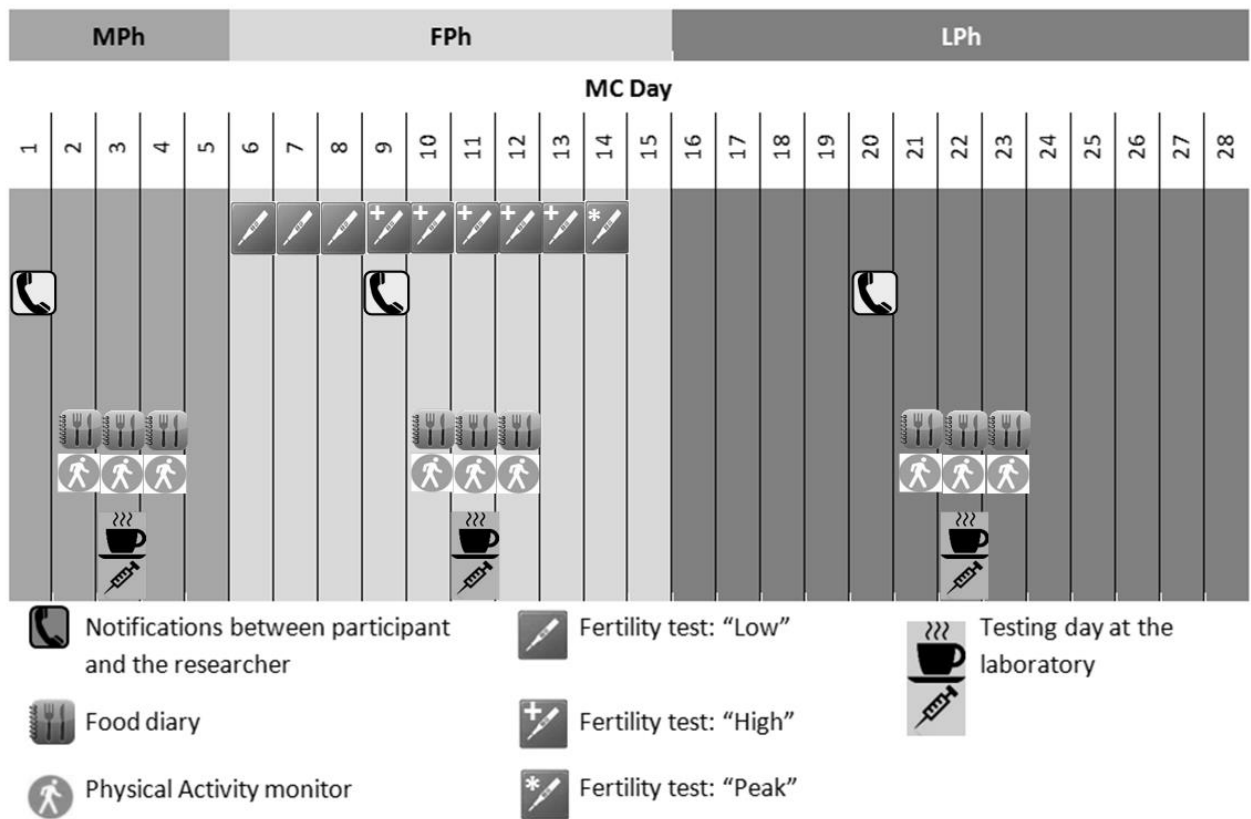 MPh FPh LPh
MC Day
1 2 3 4 5 6 7 8 9 10 11 12 13 14 15 16 17 18 19 20 21 22 23 24 25 26 27 28
Notifications between participant
and the researcher
Fertility test: "Low"
Testing day at the
laboratory
Food diary
Fertility test: "High"
Physical Activity monitor
Fertility test: "Peak"